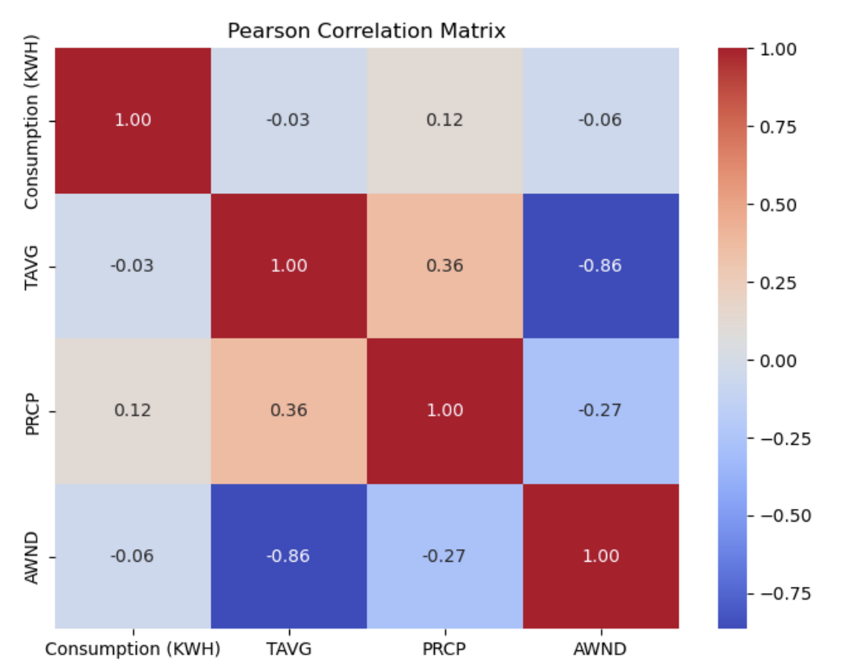 Pearson Correlation Matrix
Consumption (KWH)
1.00 -0.03 0.12 -0.06
TAVG
-0.03 1.00 0.36 -0.86
PRCP
0.12 0.36 1.00 -0.27
AWND
-0.06 -0.86 -0.27 1.00
Consumption (KWH) TAVG PRCP AWND
1.00
0.75
0.50
0.25
0.00
−0.25
−0.50
−0.75